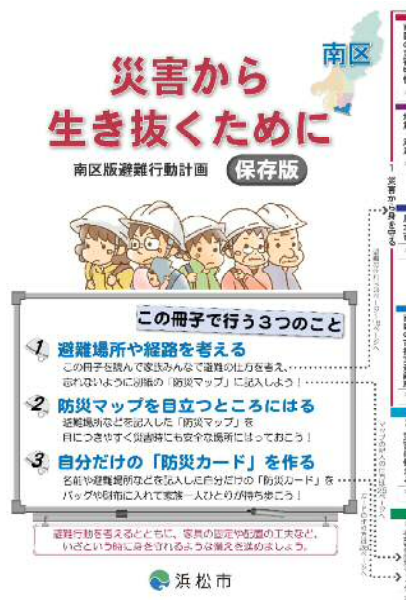 南区
災害から
生き抜くために
南区版避難行動計画 保存版
この冊子で行う3つのこと
1 避難場所や経路を考える
この冊子を読んで家族みんなで避難の仕方を考え、
忘れないように別紙の「防災マップ」に記入しよう!
2 防災マップを目立つところにはる
避難場所などを記入した「防災マップ」を
目につきやすく災害時にも安全な場所にはっておこう!
3 自分だけの「防災カード」を作る
名前や避難場所などを記入した自分だけの「防災カード」を
バッグや財布に入れて家族一人ひとりが持ち歩こう!
避難行動を考えるとともに、家具の固定や配置の工夫など、
いざという時に身を守れるような備えを進めましょう。
浜松市
災害から身を守る